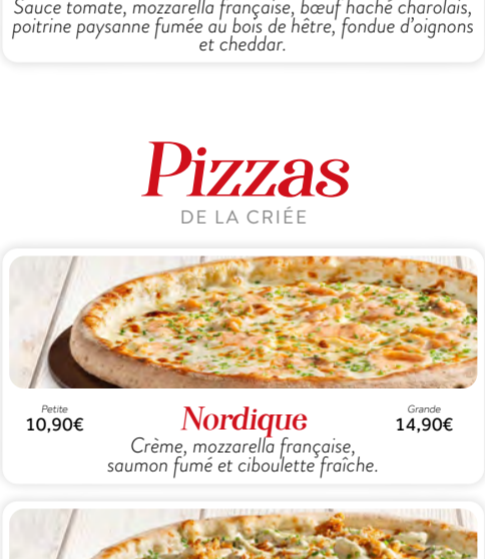 Sauce tomate, mozzarella française, bœuf haché charolais,
poitrine paysanne fumée au bois de hêtre, fondue d'oignons
et cheddar.
Pizzas
DE LA CRIÉE
Petite
10,90€
Nordique
Grande
14,90€
Crème, mozzarella française,
saumon fumé et ciboulette fraîche.